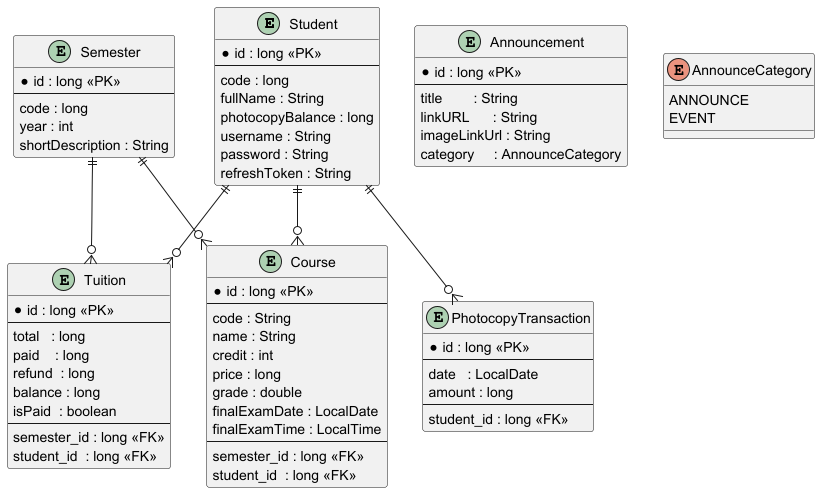 E Semester
* id : long «PK»
code : long
year : int
shortDescription : String
E Student
* id : long «PK»
code : long
fullName : String
photocopyBalance : long
username : String
password : String
refreshToken : String
E Announcement
* id : long «PK»
title : String
linkURL : String
imageLinkUrl : String
category : AnnounceCategory
E AnnounceCategory
ANNOUNCE
EVENT
E Tuition
* id : long «PK»
total : long
paid : long
refund : long
balance : long
isPaid : boolean
semester_id : long «FK»
student_id : long «FK»
E Course
* id : long «PK»
code : String
name : String
credit : int
price : long
grade : double
finalExamDate : LocalDate
finalExamTime : LocalTime
semester_id : long «FK»
student_id : long «FK»
E PhotocopyTransaction
* id : long «PK»
date : LocalDate
amount : long
student_id : long «FK»